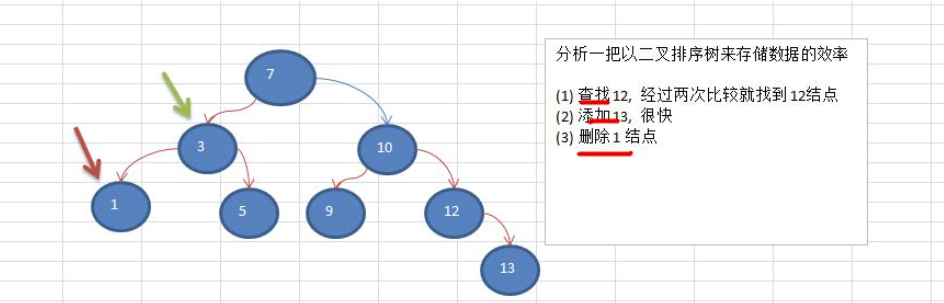 7
3
10
1
5
9
12
13
分析一把以二叉排序树来存储数据的效率
(1) 查找12, 经过两次比较就找到12结点
(2) 添加13, 很快
(3) 删除1 结点